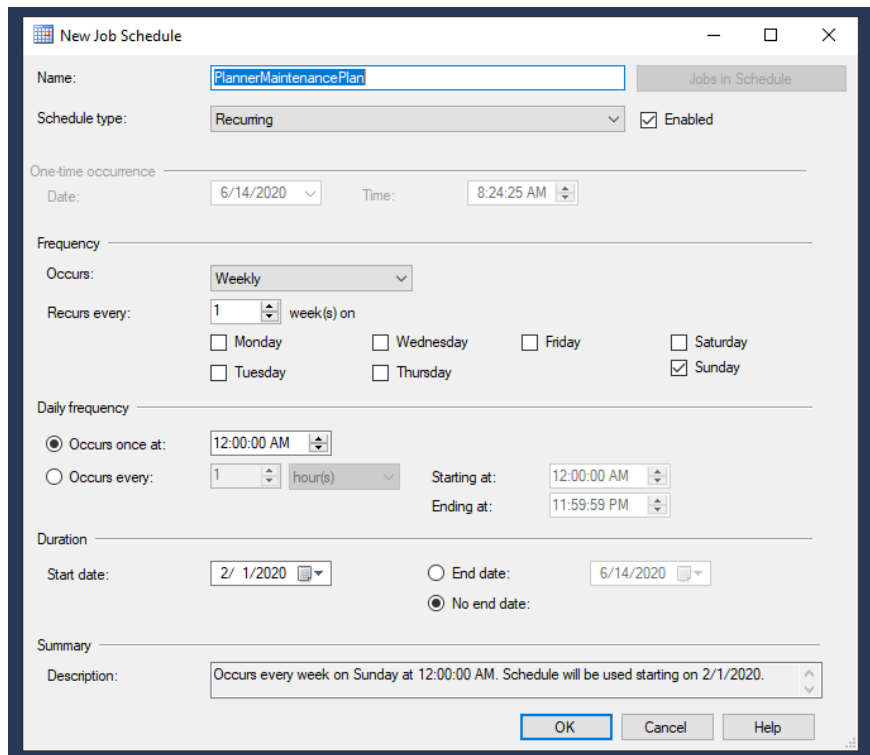 New Job Schedule
Name: PlannerMaintenancePlan Jobs in Schedule
Schedule type: Recurring Enabled
One-time occurrence
Date: 6/14/2020 Time: 8:24:25 AM
Frequency
Occurs: Weekly
Recurs every: 1 week(s) on
Monday Wednesday Friday Saturday
Tuesday Thursday Sunday
Daily frequency
Occurs once at: 12:00:00 AM
Occurs every: 1 hour(s) Starting at: 12:00:00 AM
Ending at: 11:59:59 PM
Duration
Start date: 2/ 1/2020 End date: 6/14/2020
No end date:
Summary
Description: Occurs every week on Sunday at 12:00:00 AM. Schedule will be used starting on 2/1/2020.
OK Cancel Help